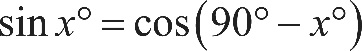 sin x° = cos(90° − x°)